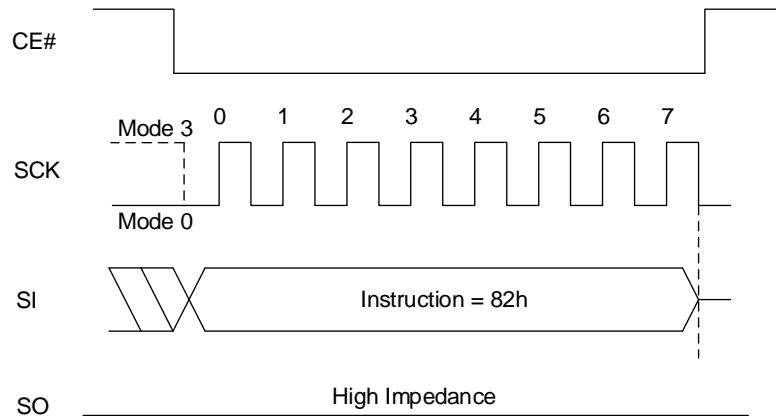 CE#
Mode 3
0 1 2 3 4 5 6 7
SCK
Mode 0
SI
Instruction = 82h
SO
High Impedance